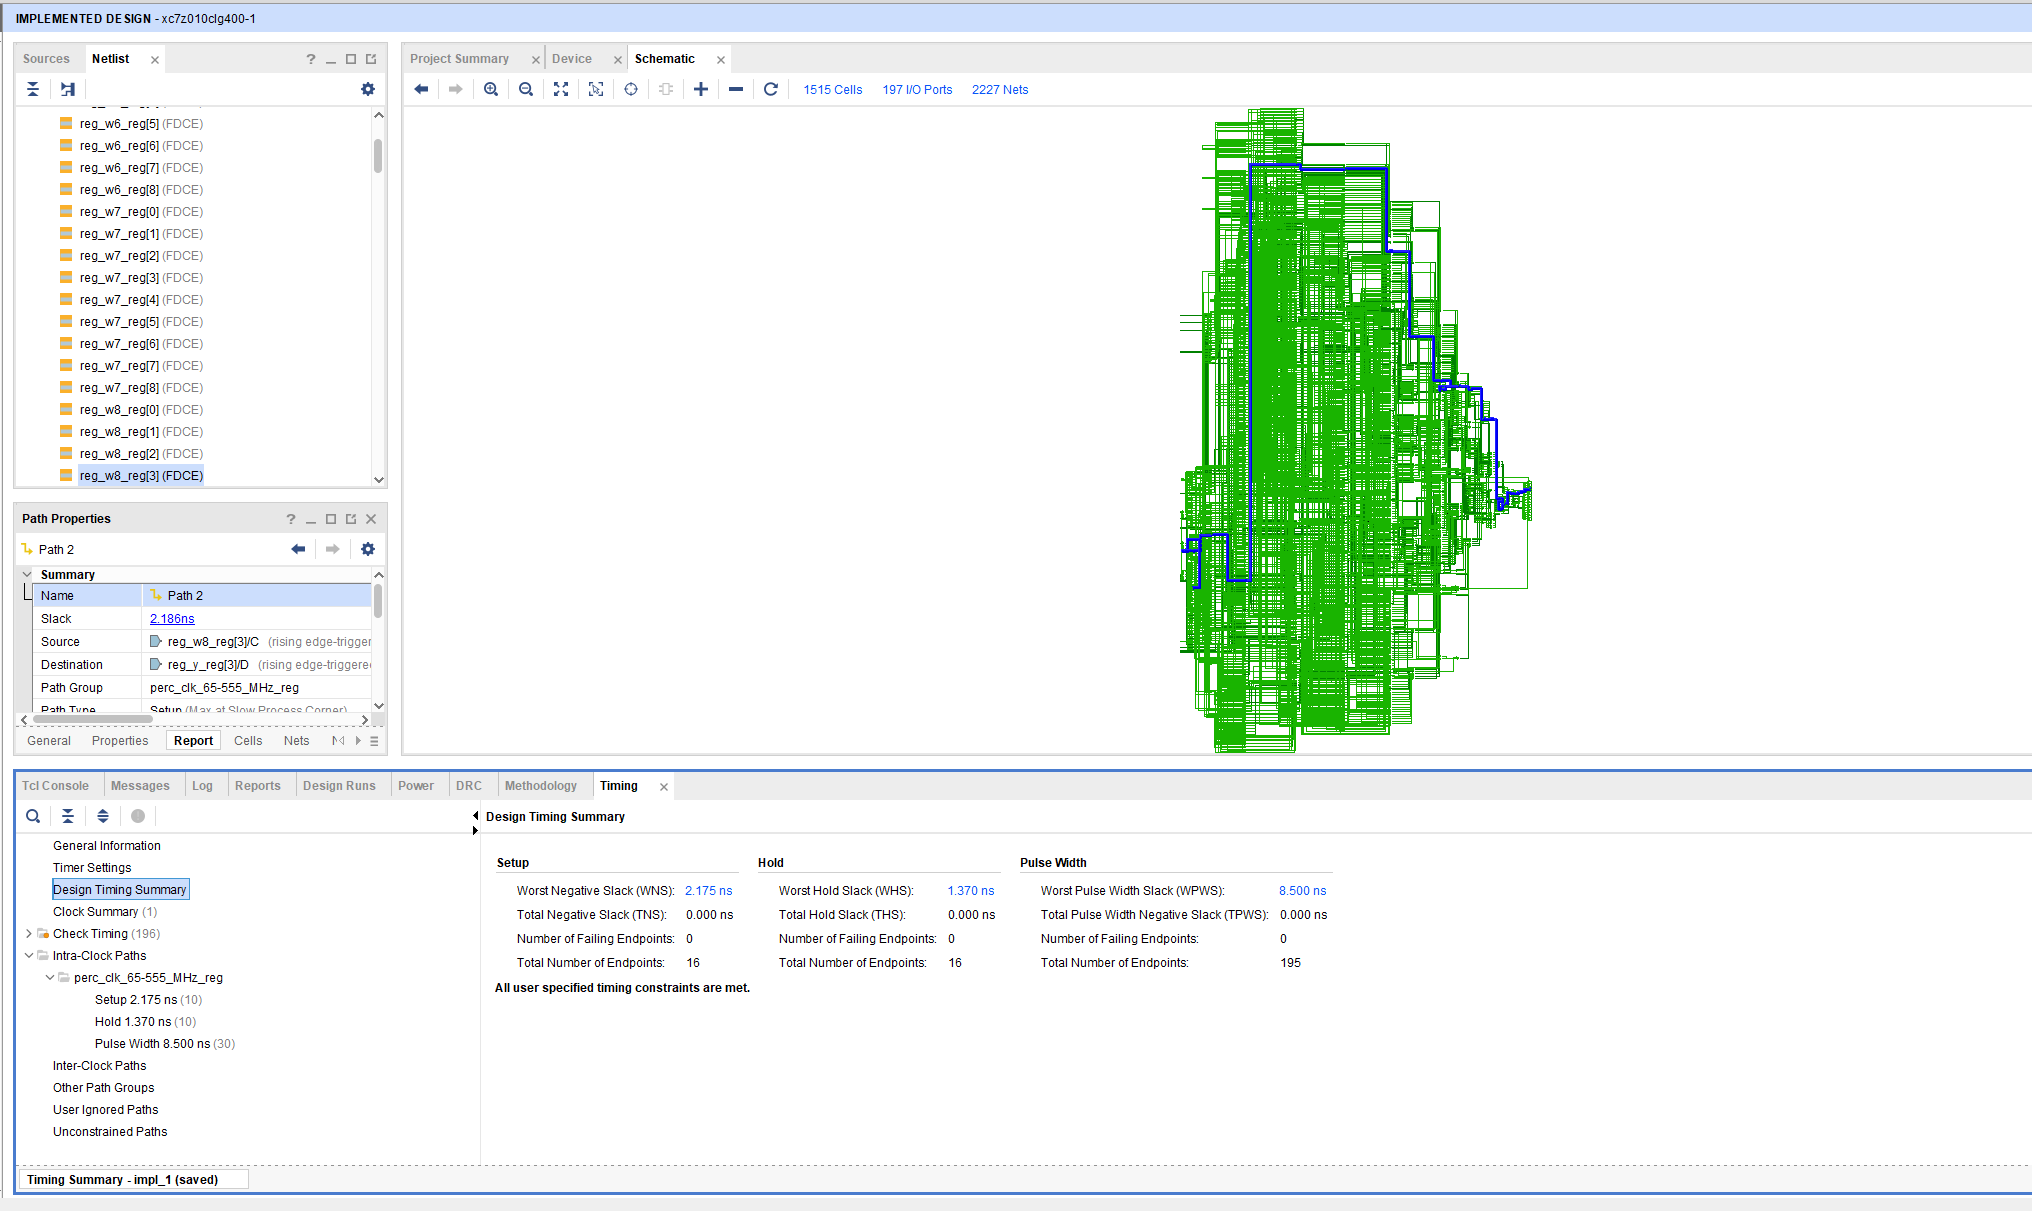 IMPLEMENTED DESIGN - xc7z010clg400-1
Sources
Netlist
reg_w6_reg[5] (FDCE)
reg_w6_reg[6] (FDCE)
reg_w6_reg[7] (FDCE)
reg_w6_reg[8] (FDCE)
reg_w7_reg[0] (FDCE)
reg_w7_reg[1] (FDCE)
reg_w7_reg[2] (FDCE)
reg_w7_reg[3] (FDCE)
reg_w7_reg[4] (FDCE)
reg_w7_reg[5] (FDCE)
reg_w7_reg[6] (FDCE)
reg_w7_reg[7] (FDCE)
reg_w7_reg[8] (FDCE)
reg_w8_reg[0] (FDCE)
reg_w8_reg[1] (FDCE)
reg_w8_reg[2] (FDCE)
reg_w8_reg[3] (FDCE)
Path Properties
Path 2
Summary
Name Path 2
Slack 2.186ns
Source reg_w8_reg[3]/C (rising edge-trigger
Destination reg_y_reg[3]/D (rising edge-triggere
Path Group perc_clk_65-555_MHz_reg
Path Type Setup (Max at Slow Process Corner)
General Properties Report Cells Nets
Project Summary Device Schematic
1515 Cells 197 I/O Ports 2227 Nets
Tcl Console Messages Log Reports Design Runs Power DRC Methodology Timing
General Information
Timer Settings
Design Timing Summary
Clock Summary (1)
Check Timing (196)
Intra-Clock Paths
perc_clk_65-555_MHz_reg
Setup 2.175 ns (10)
Hold 1.370 ns (10)
Pulse Width 8.500 ns (30)
Inter-Clock Paths
Other Path Groups
User Ignored Paths
Unconstrained Paths
Design Timing Summary
Setup
Worst Negative Slack (WNS): 2.175 ns
Total Negative Slack (TNS): 0.000 ns
Number of Failing Endpoints: 0
Total Number of Endpoints: 16
Hold
Worst Hold Slack (WHS): 1.370 ns
Total Hold Slack (THS): 0.000 ns
Number of Failing Endpoints: 0
Total Number of Endpoints: 16
Pulse Width
Worst Pulse Width Slack (WPWS): 8.500 ns
Total Pulse Width Negative Slack (TPWS): 0.000 ns
Number of Failing Endpoints: 0
Total Number of Endpoints: 195
All user specified timing constraints are met.
Timing Summary - impl_1 (saved)